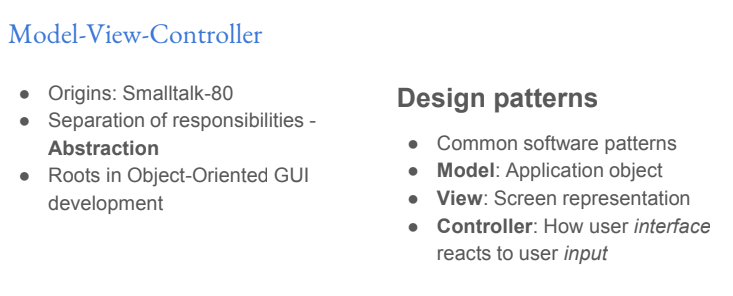 Model-View-Controller
● Origins: Smalltalk-80
● Separation of responsibilities -
Abstraction
● Roots in Object-Oriented GUI
development
Design patterns
● Common software patterns
● Model: Application object
● View: Screen representation
● Controller: How user interface
reacts to user input